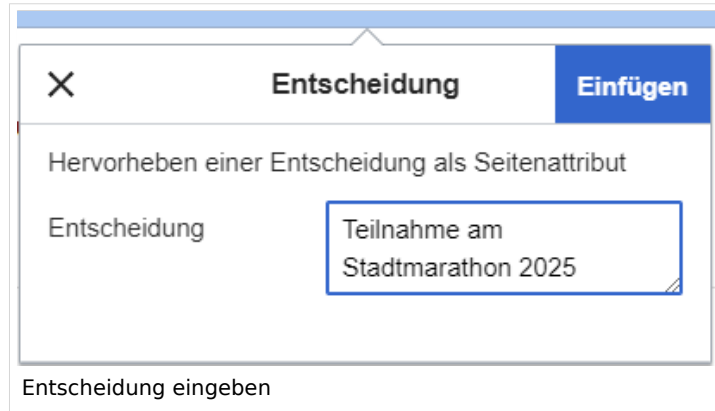 Entscheidung
Einfügen
Hervorheben einer Entscheidung als Seitenattribut
Entscheidung
Teilnahme am
Stadtmarathon 2025
Entscheidung eingeben